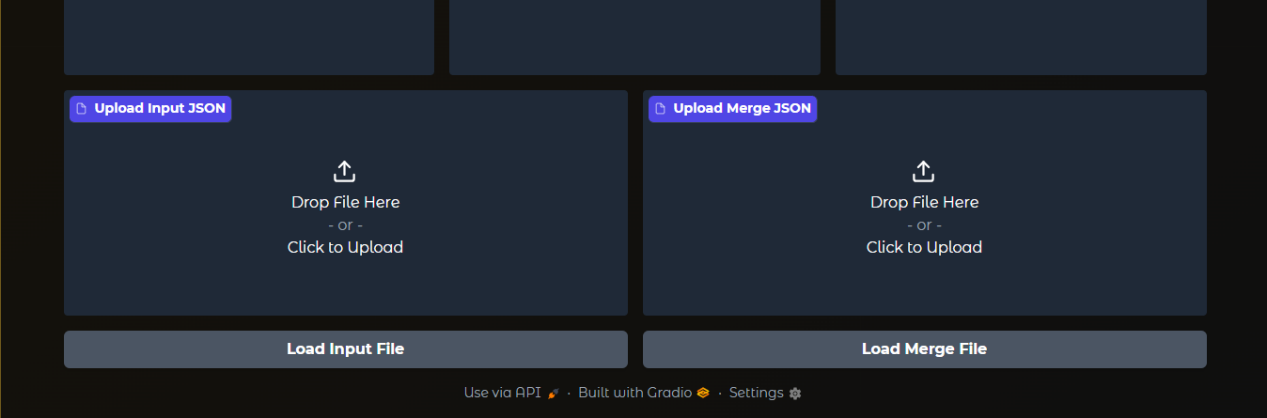 Upload Input JSON
Drop File Here
- or -
Click to Upload
Upload Merge JSON
Drop File Here
- or -
Click to Upload
Load Input File
Load Merge File
Use via API · Built with Gradio · Settings